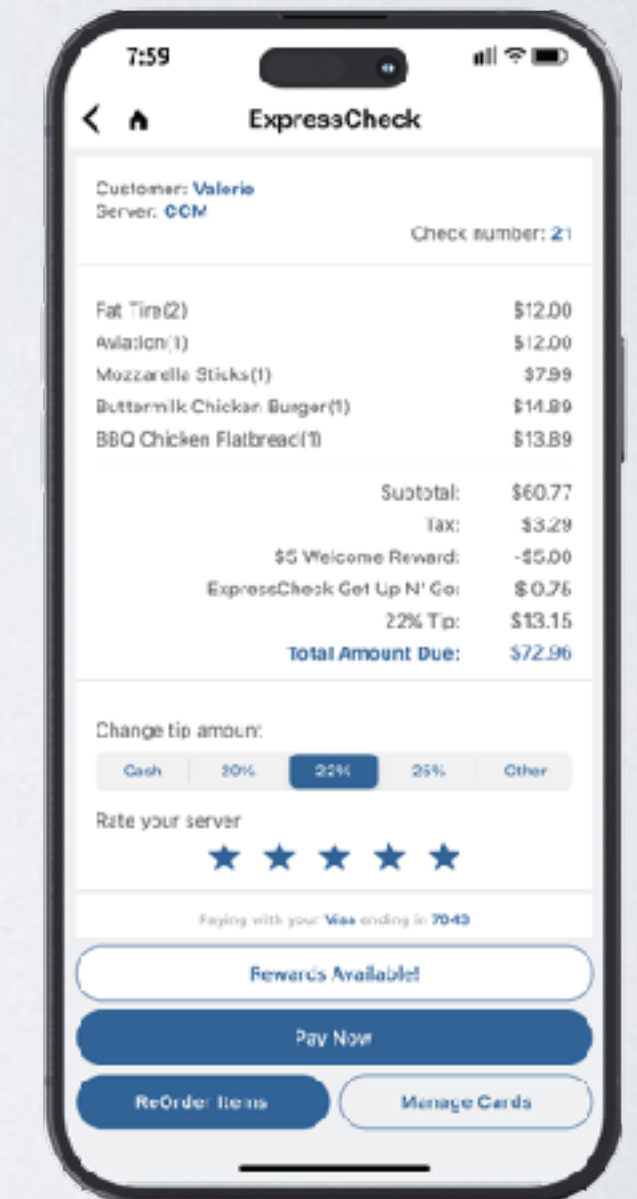 7:59
ExpressCheck
Customer: Valerie
Server: CCM
Check number: 21
Fat Tire(2) $12.00
Aviation(1) $12.00
Mozzarella Sticks(1) $7.99
Buttermilk Chicken Burger(1) $14.89
BBQ Chicken Flatbread(1) $13.89
Subtotal: $60.77
Tax: $3.29
$5 Welcome Reward: -$5.00
ExpressCheck Get Up N' Go: $0.75
22% Tip: $13.15
Total Amount Due: $72.96
Change tip amount:
Cash 20% 22% 25% Other
Rate your server
Paying with your Visa ending in 7043
Rewards Available!
Pay Now
ReOrder Items Manage Cards